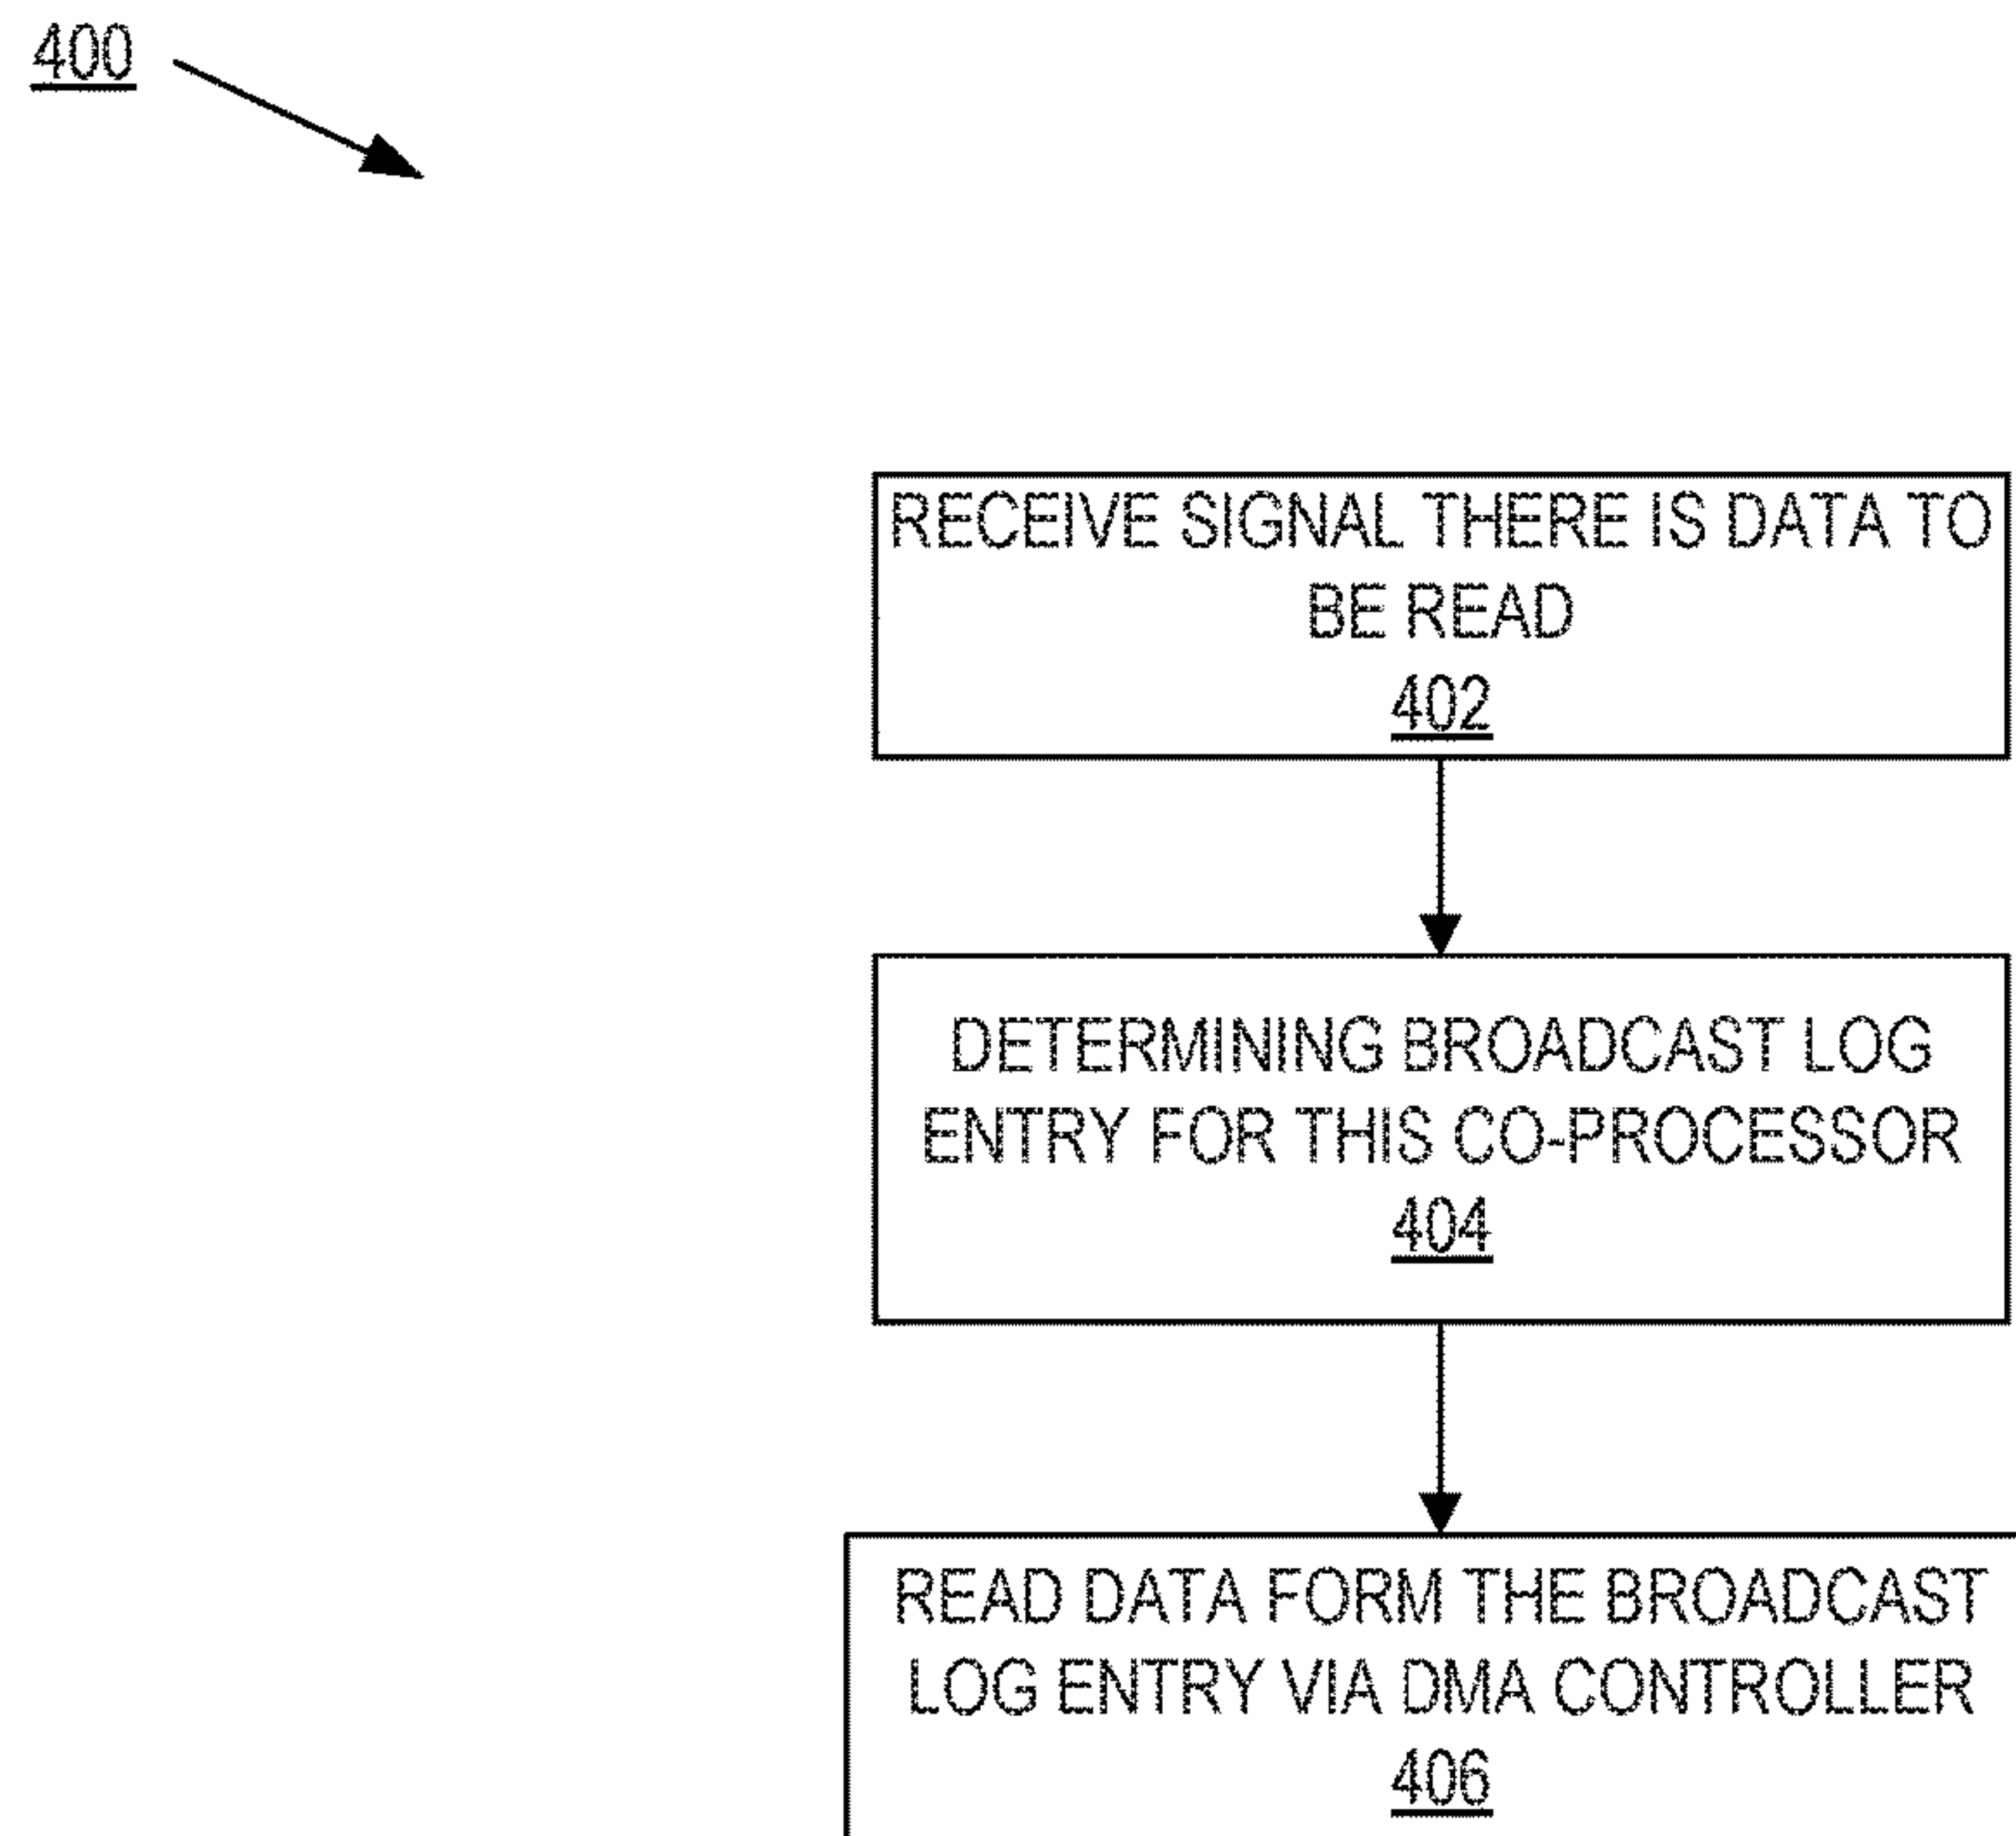 400
RECEIVE SIGNAL THERE IS DATA TO
BE READ
402
DETERMINING BROADCAST LOG
ENTRY FOR THIS CO-PROCESSOR
404
READ DATA FORM THE BROADCAST
LOG ENTRY VIA DMA CONTROLLER
406